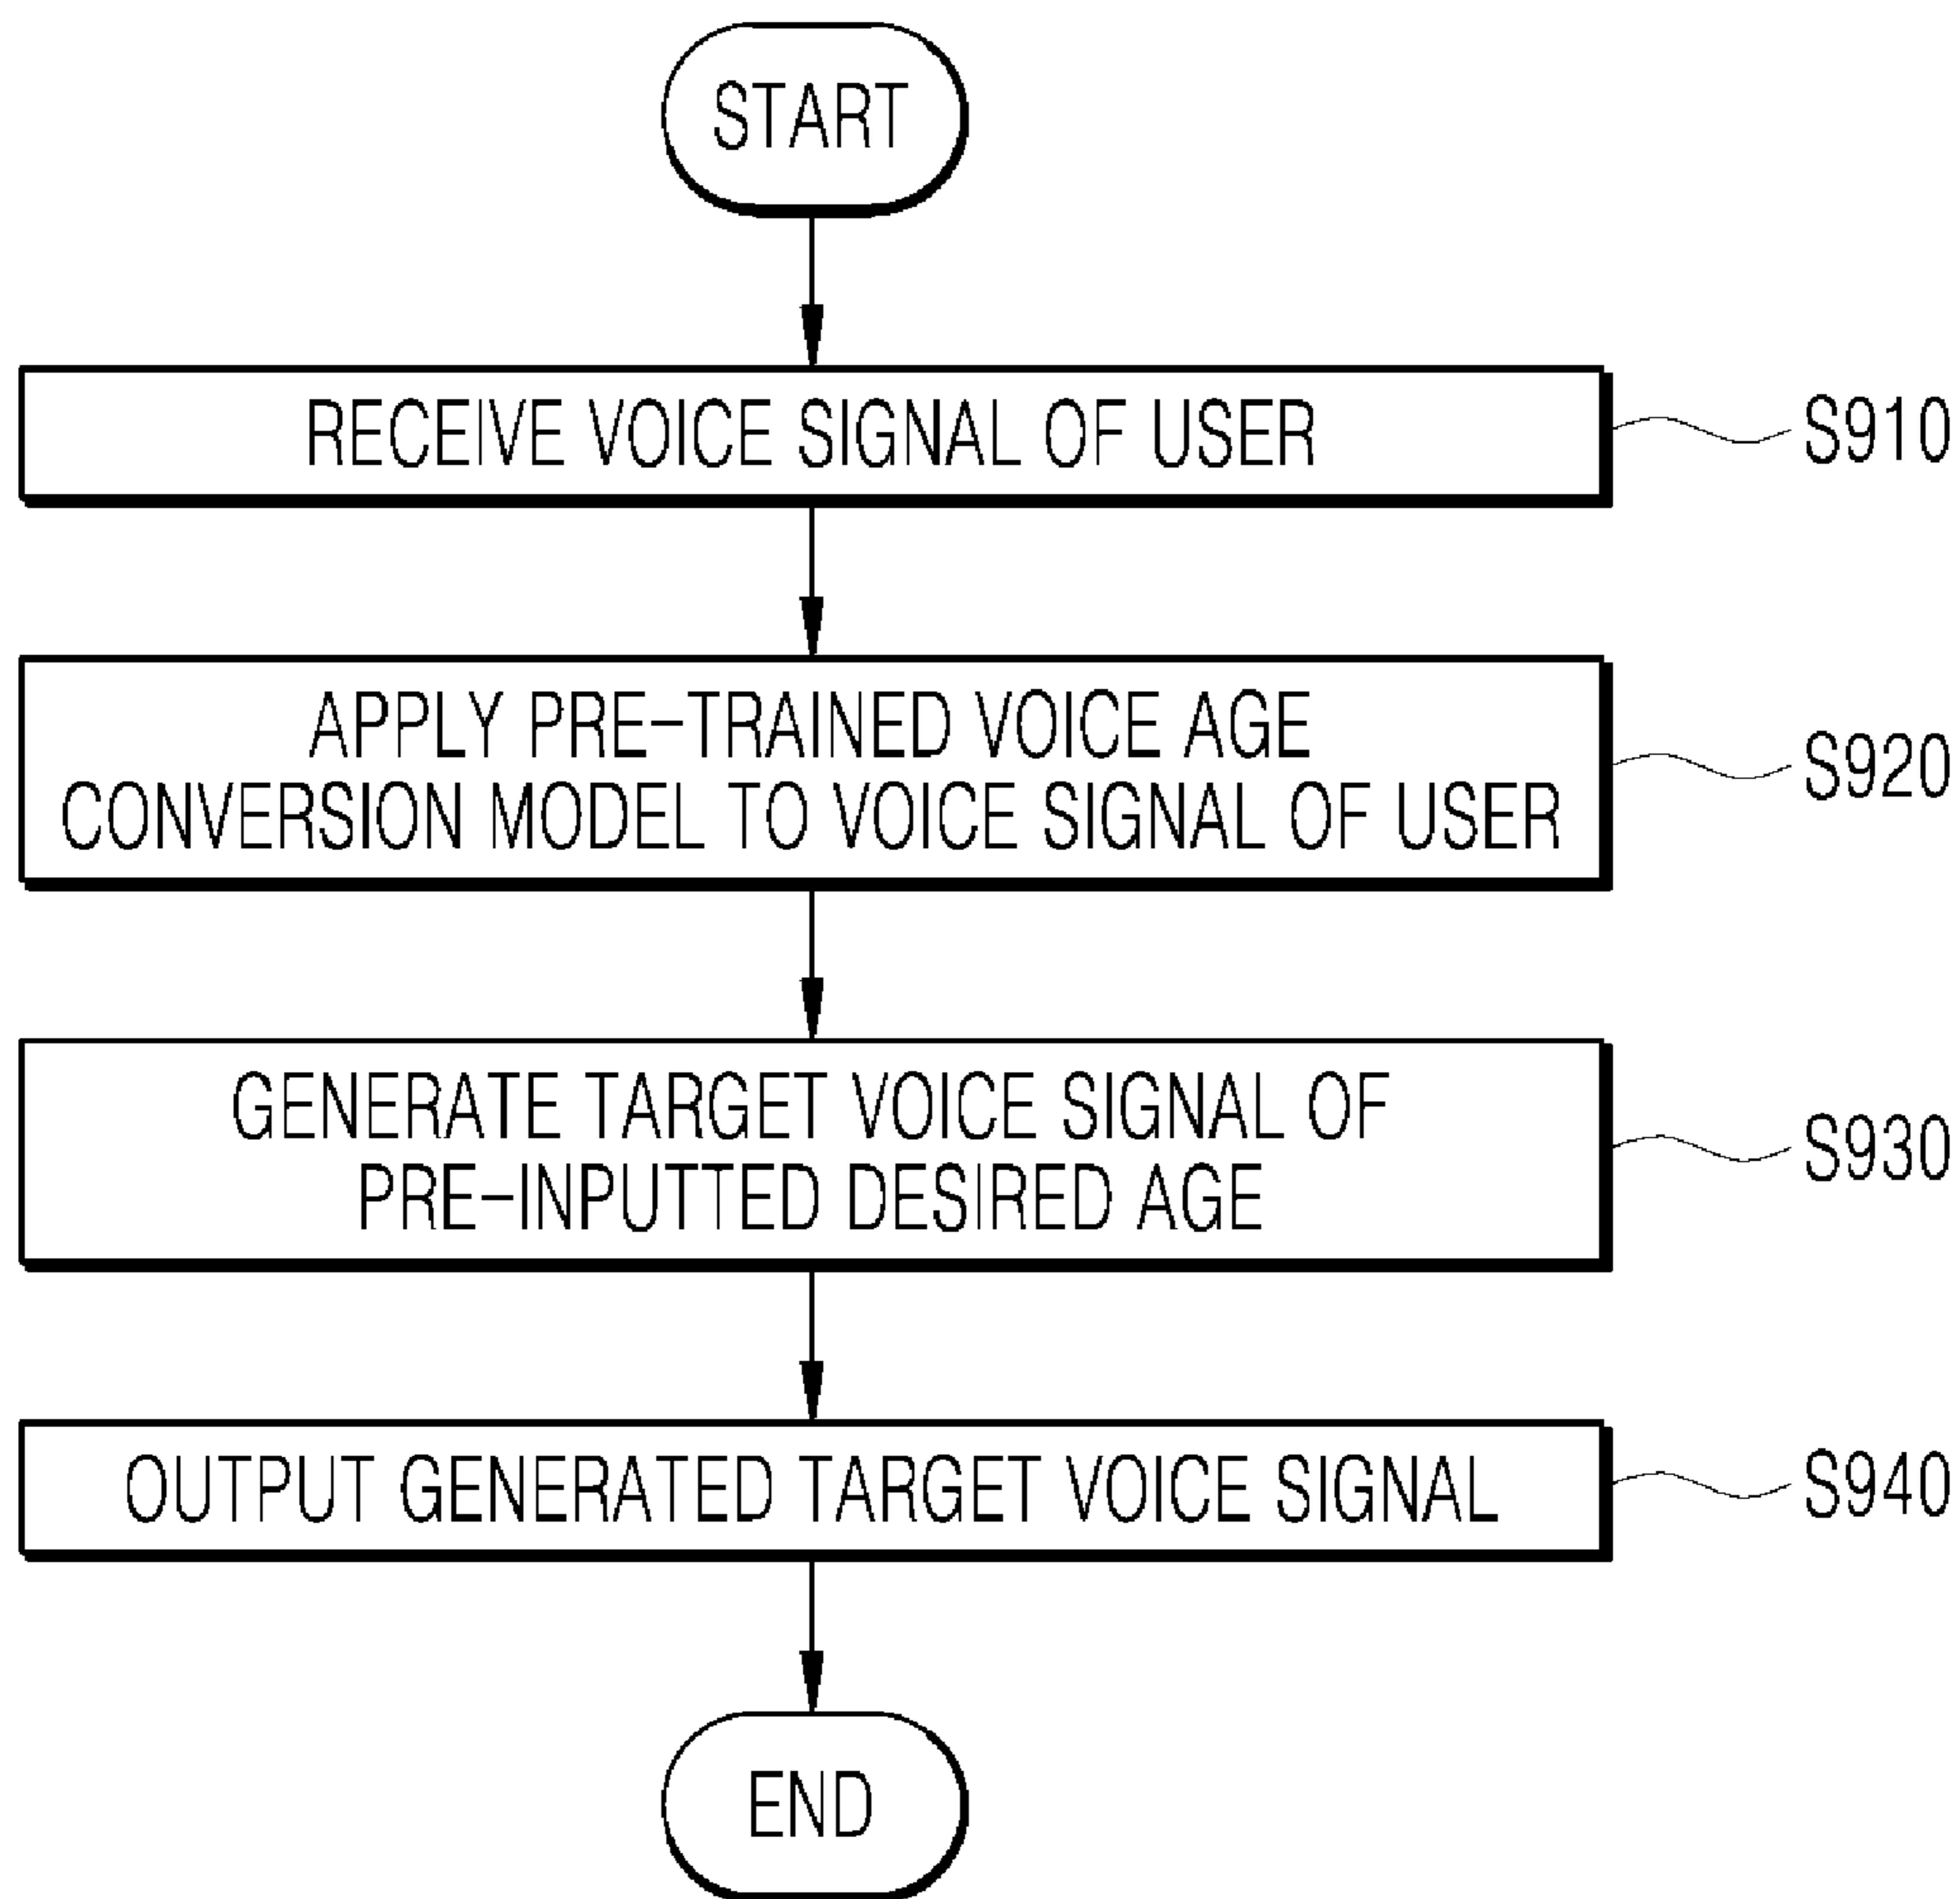 START
RECEIVE VOICE SIGNAL OF USER
S910
APPLY PRE-TRAINED VOICE AGE
CONVERSION MODEL TO VOICE SIGNAL OF USER
S920
GENERATE TARGET VOICE SIGNAL OF
PRE-INPUTTED DESIRED AGE
S930
OUTPUT GENERATED TARGET VOICE SIGNAL
S940
END